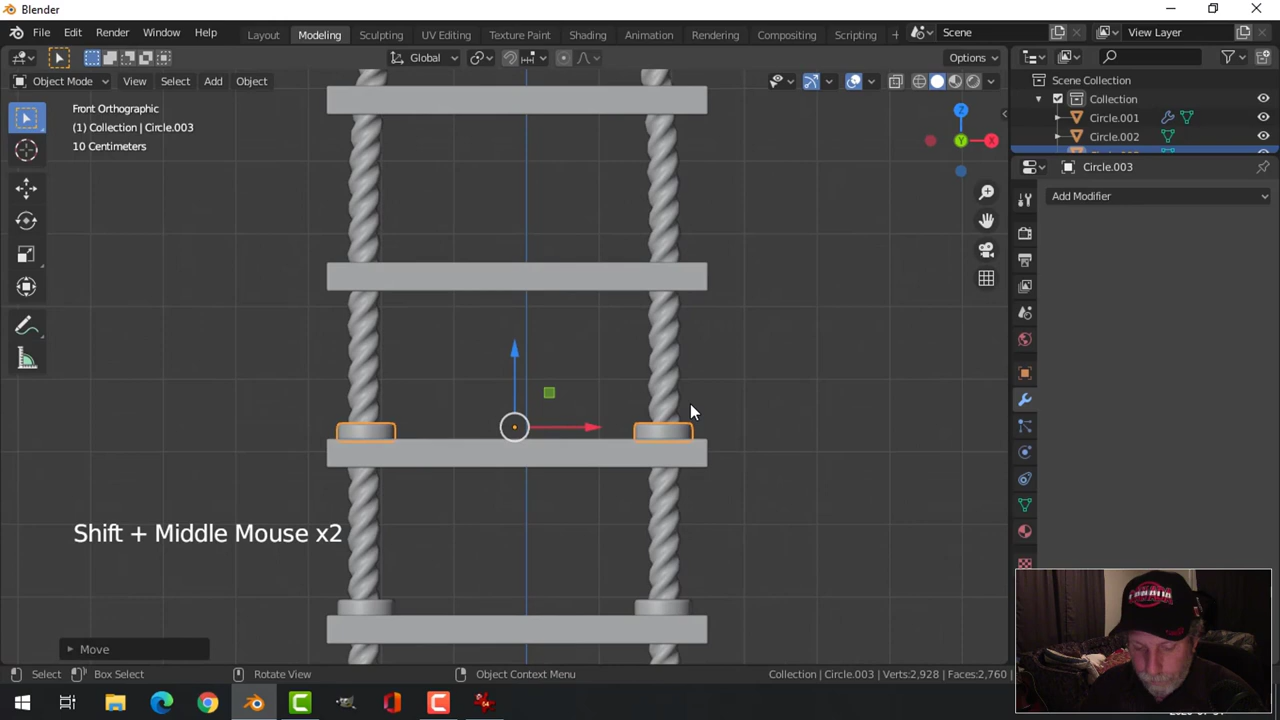 Blender
File Edit Render Window Help Layout Modeling Sculpting UV Editing Texture Paint Shading Animation Rendering Compositing Scripting + Scene View Layer
Global Options
Object Mode View Select Add Object
Front Orthographic
(1) Collection | Circle.003
10 Centimeters
Z
Y
X
Scene Collection
Collection
Circle.001
Circle.002
Circle.003
Add Modifier
Shift + Middle Mouse x2
Move
Select Box Select Rotate View Object Context Menu Collection | Circle.003 | Verts:2,928 | Faces:2,760
Canada